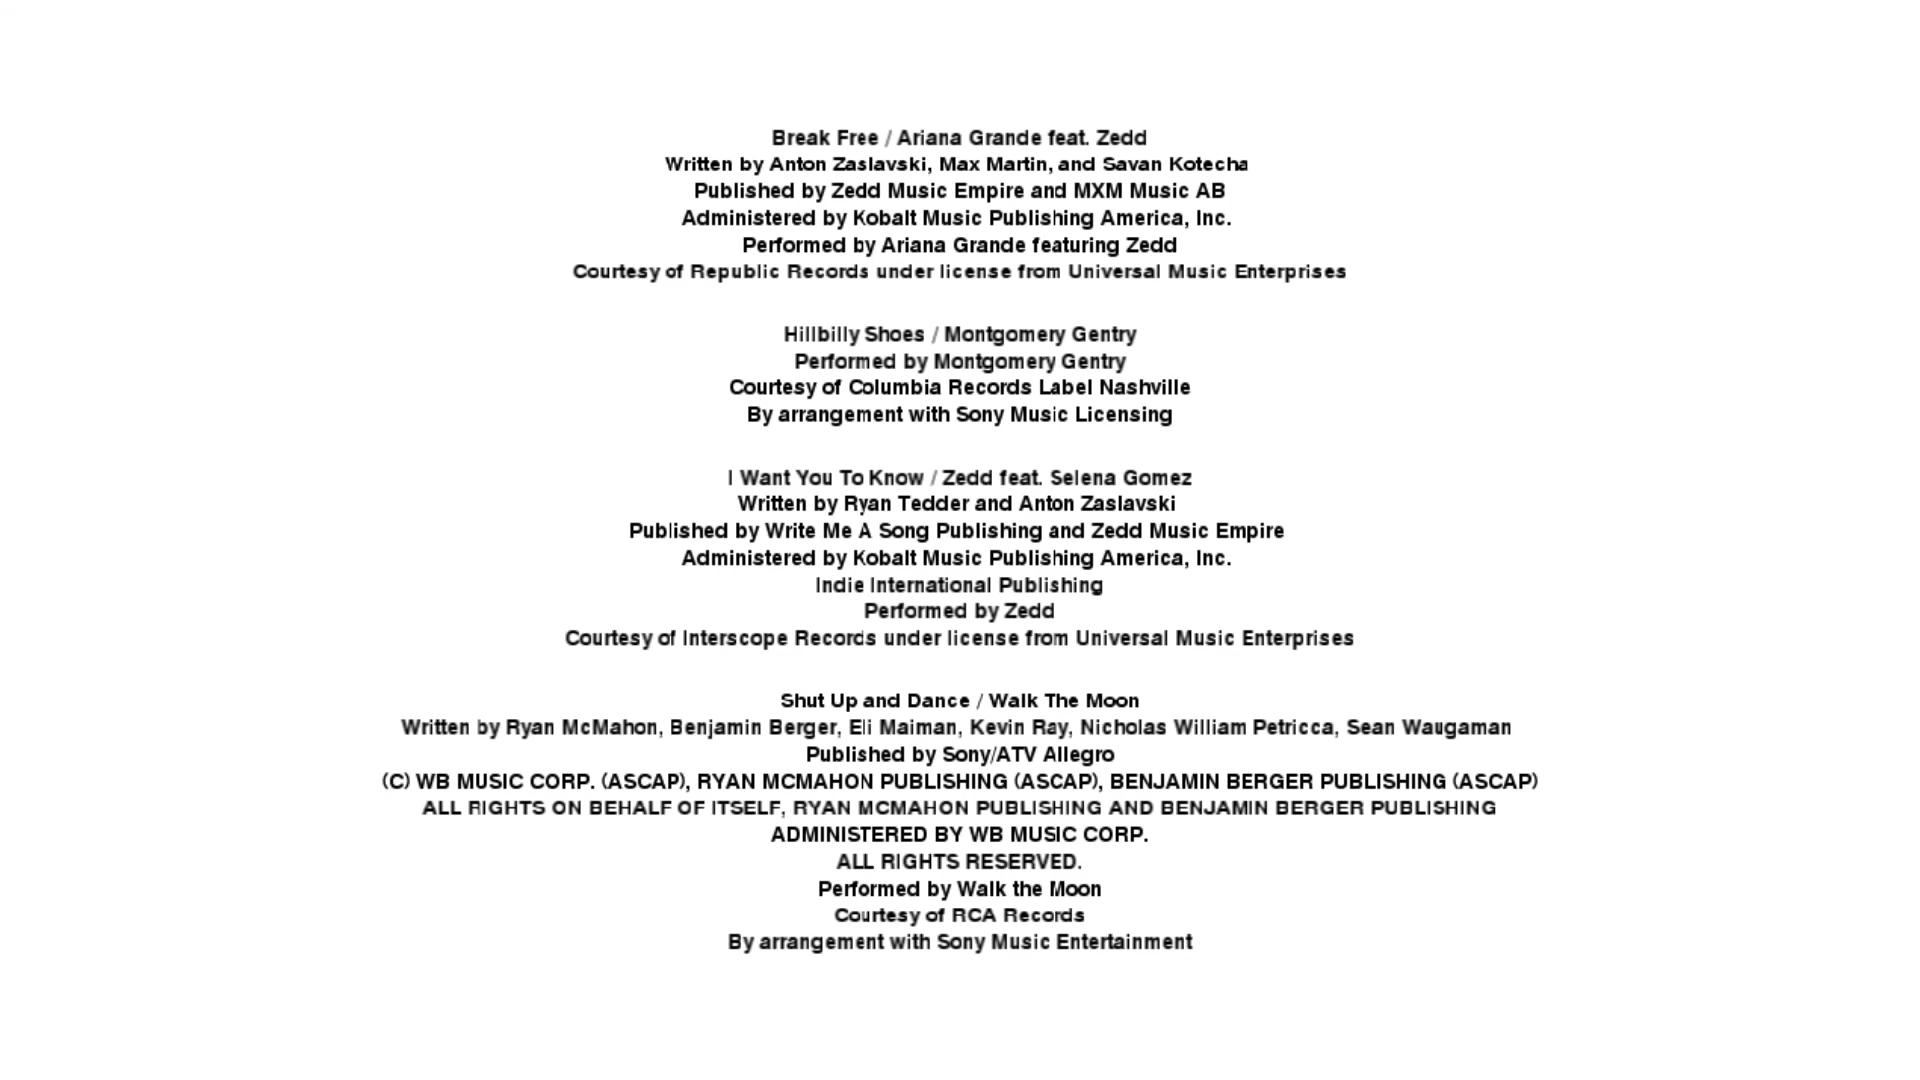 Break Free / Ariana Grande feat. Zedd
Written by Anton Zaslavski, Max Martin, and Savan Kotecha
Published by Zedd Music Empire and MXM Music AB
Administered by Kobalt Music Publishing America, Inc.
Performed by Ariana Grande featuring Zedd
Courtesy of Republic Records under license from Universal Music Enterprises
Hillbilly Shoes / Montgomery Gentry
Performed by Montgomery Gentry
Courtesy of Columbia Records Label Nashville
By arrangement with Sony Music Licensing
I Want You To Know / Zedd feat. Selena Gomez
Written by Ryan Tedder and Anton Zaslavski
Published by Write Me A Song Publishing and Zedd Music Empire
Administered by Kobalt Music Publishing America, Inc.
Indie International Publishing
Performed by Zedd
Courtesy of Interscope Records under license from Universal Music Enterprises
Shut Up and Dance / Walk The Moon
Written by Ryan McMahon, Benjamin Berger, Eli Maiman, Kevin Ray, Nicholas William Petricca, Sean Waugaman
Published by Sony/ATV Allegro
(C) WB MUSIC CORP. (ASCAP), RYAN MCMAHON PUBLISHING (ASCAP), BENJAMIN BERGER PUBLISHING (ASCAP)
ALL RIGHTS ON BEHALF OF ITSELF, RYAN MCMAHON PUBLISHING AND BENJAMIN BERGER PUBLISHING
ADMINISTERED BY WB MUSIC CORP.
ALL RIGHTS RESERVED.
Performed by Walk the Moon
Courtesy of RCA Records
By arrangement with Sony Music Entertainment